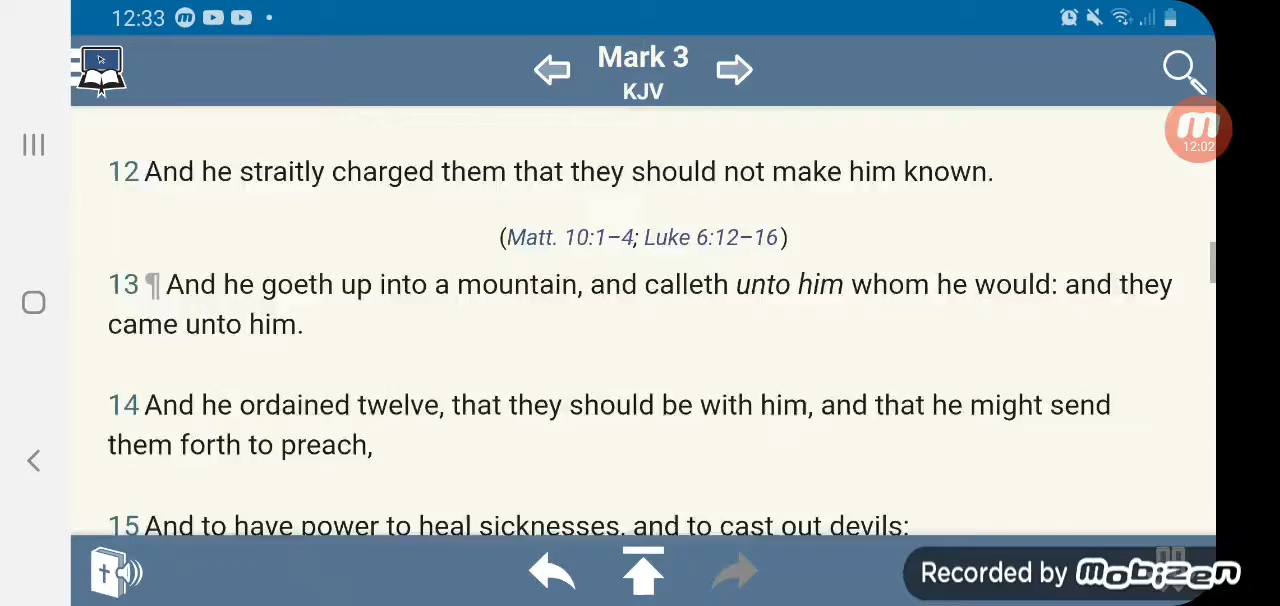 12:33
Mark 3
KJV
12:02
12 And he straitly charged them that they should not make him known.
(Matt. 10:1–4; Luke 6:12–16)
13 ¶ And he goeth up into a mountain, and calleth unto him whom he would: and they
came unto him.
14 And he ordained twelve, that they should be with him, and that he might send
them forth to preach,
15 And to have power to heal sicknesses, and to cast out devils:
Recorded by mobizen